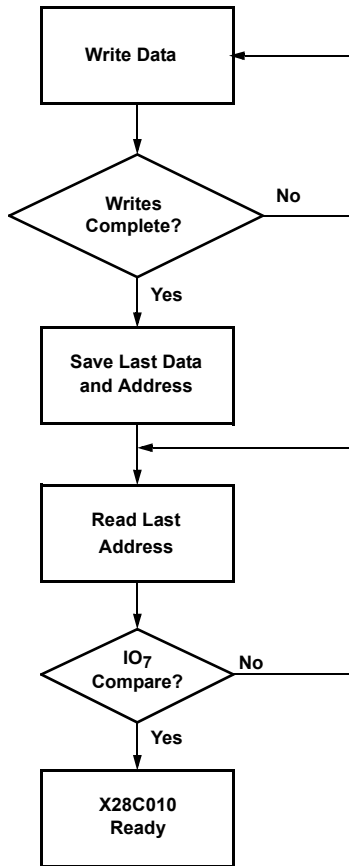 Write Data
Writes
Complete?
No
Yes
Save Last Data
and Address
Read Last
Address
IO₇
Compare?
No
Yes
X28C010
Ready